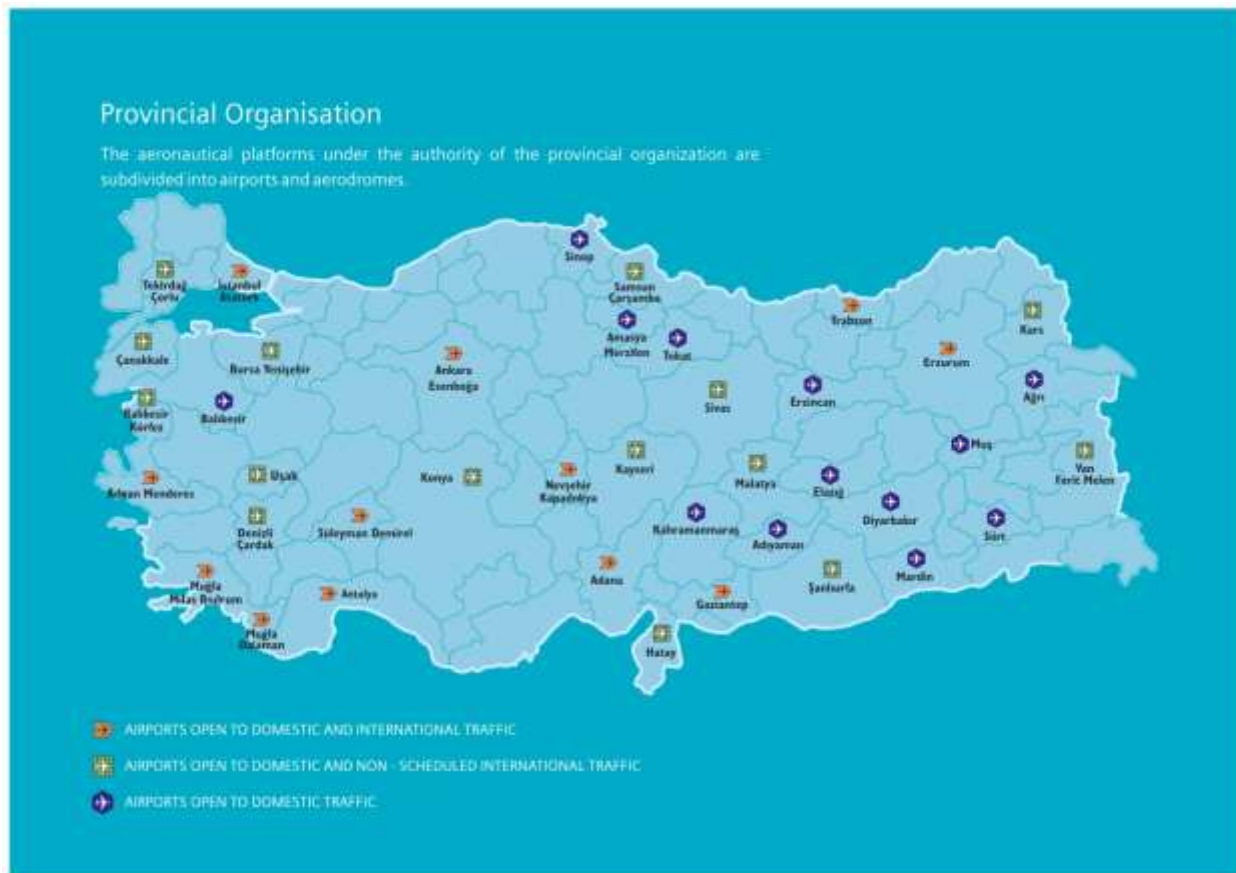 Provincial Organisation
The aeronautical platforms under the authority of the provincial organization are
subdivided into airports and aerodromes.
Sinop
Tekirdağ
Çorlu
İstanbul
Atatürk
Samsun
Çarşamba
Trabzon
Kars
Çanakkale
Bursa Yenişehir
Ankara
Esenboğa
Amasya
Merzifon
Tokat
Erzurum
Balıkesir
Körfez
Balıkesir
Sivas
Erzincan
Ağrı
Muş
Adnan Menderes
Uşak
Konya
Nevşehir
Kapadokya
Kayseri
Malatya
Elazığ
Van
Ferit Melen
Denizli
Çardak
Süleyman Demirel
Kahramanmaraş
Adıyaman
Diyarbakır
Siirt
Muğla
Milas Bodrum
Antalya
Adana
Gaziantep
Şanlıurfa
Mardin
Muğla
Dalaman
Hatay
AIRPORTS OPEN TO DOMESTIC AND INTERNATIONAL TRAFFIC
AIRPORTS OPEN TO DOMESTIC AND NON - SCHEDULED INTERNATIONAL TRAFFIC
AIRPORTS OPEN TO DOMESTIC TRAFFIC